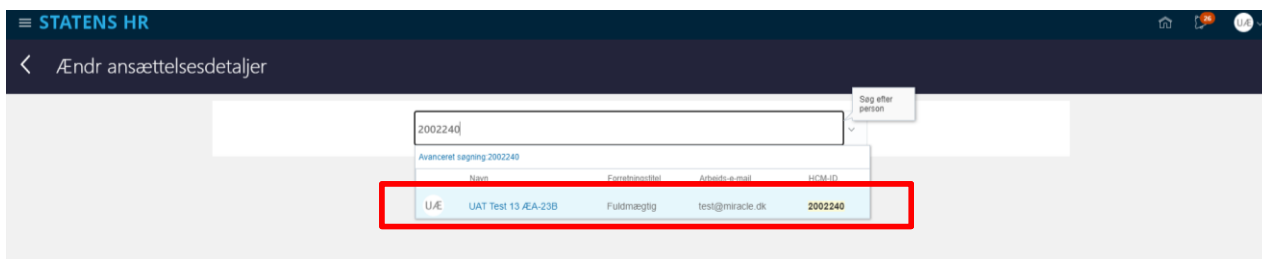 STATENS HR
26
UÆ
Ændr ansættelsesdetaljer
Søg efter
person
2002240
Avanceret søgning:2002240
Navn Forretningstitel Arbejds-e-mail HCM-ID
UÆ UAT Test 13 ÆA-23B Fuldmægtig test@miracle.dk 2002240